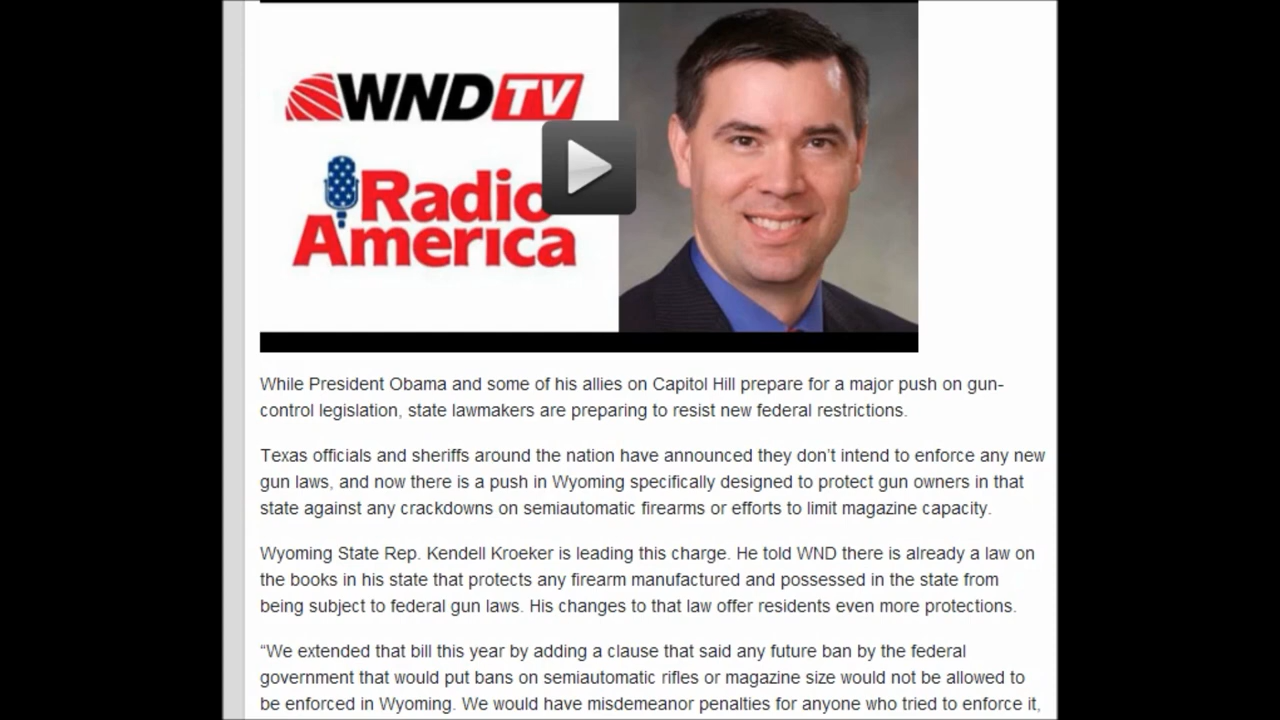 WND TV
Radio
America
While President Obama and some of his allies on Capitol Hill prepare for a major push on gun-
control legislation, state lawmakers are preparing to resist new federal restrictions.
Texas officials and sheriffs around the nation have announced they don’t intend to enforce any new
gun laws, and now there is a push in Wyoming specifically designed to protect gun owners in that
state against any crackdowns on semiautomatic firearms or efforts to limit magazine capacity.
Wyoming State Rep. Kendell Kroeker is leading this charge. He told WND there is already a law on
the books in his state that protects any firearm manufactured and possessed in the state from
being subject to federal gun laws. His changes to that law offer residents even more protections.
“We extended that bill this year by adding a clause that said any future ban by the federal
government that would put bans on semiautomatic rifles or magazine size would not be allowed to
be enforced in Wyoming. We would have misdemeanor penalties for anyone who tried to enforce it,